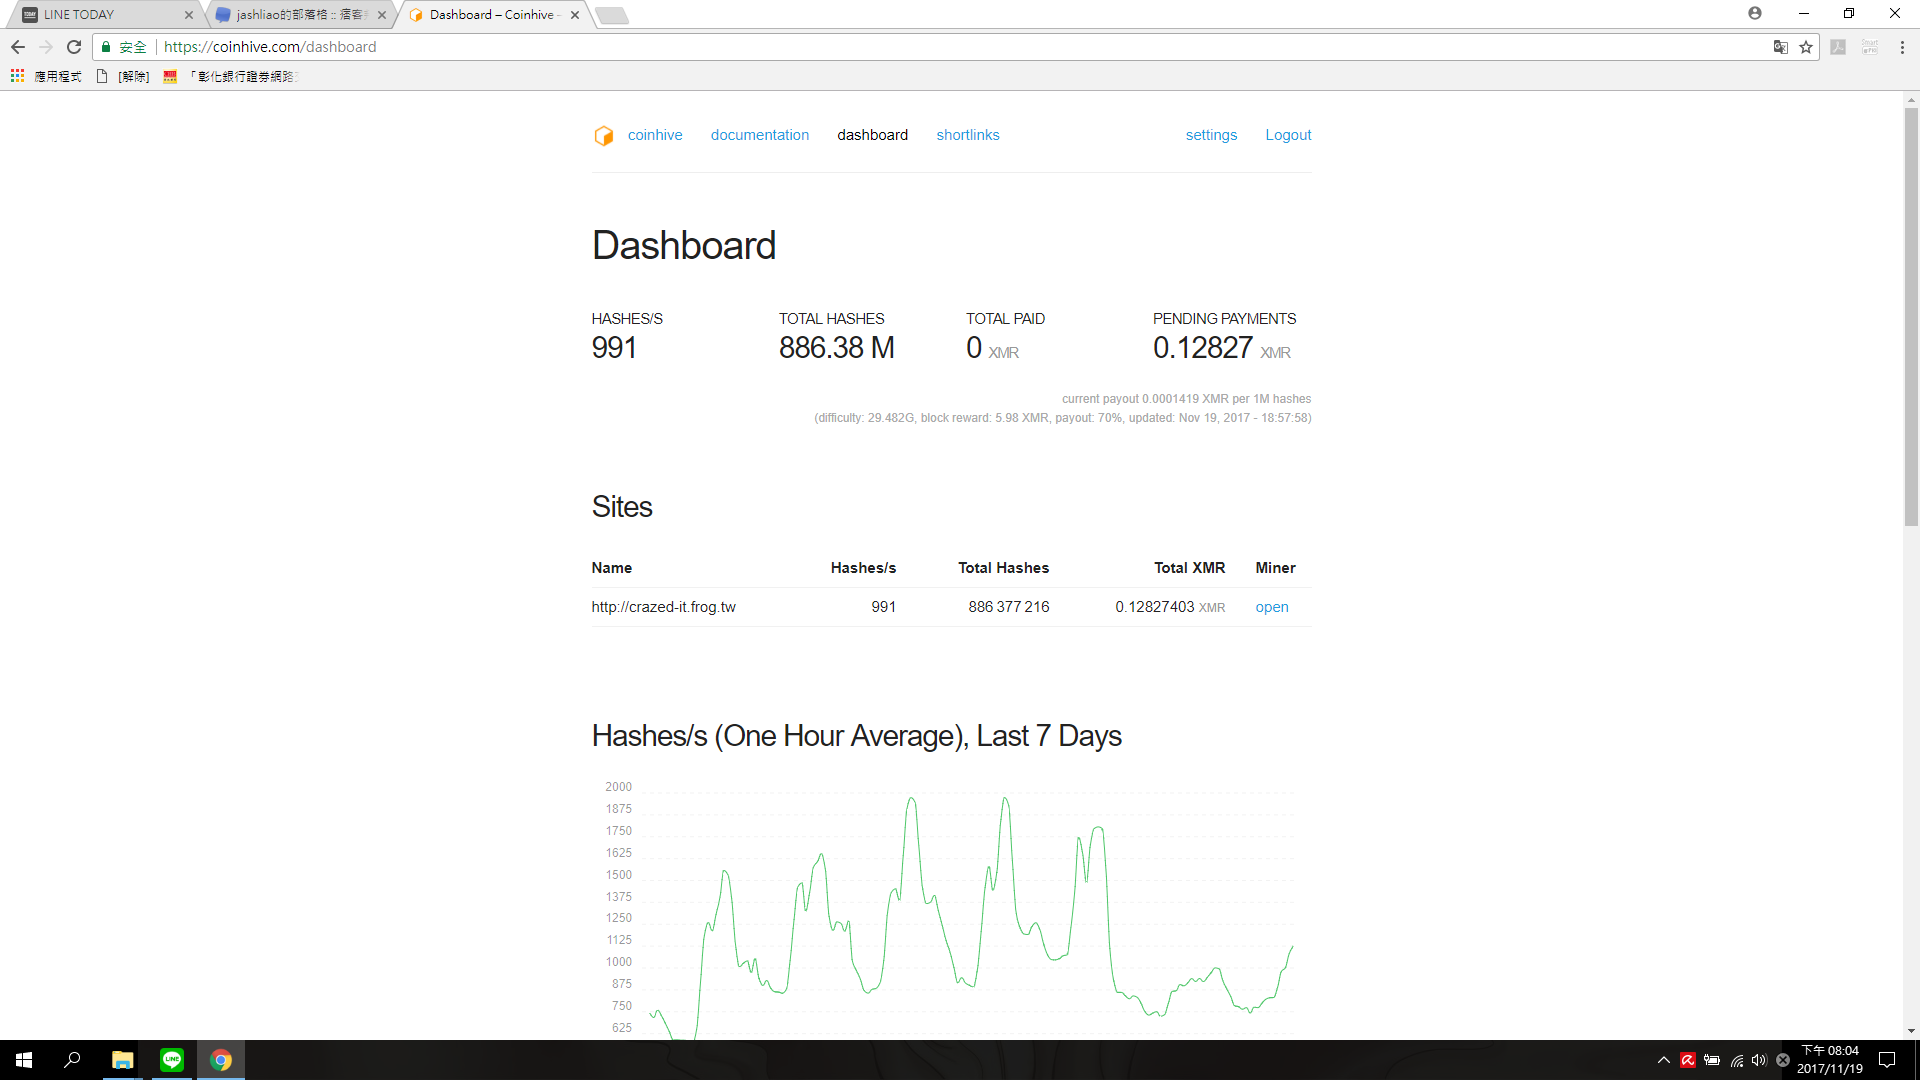 LINE TODAY
jashliao的部落格 :: 痞客
Dashboard – Coinhive -
安全
https://coinhive.com/dashboard
應用程式
[解除]
「彰化銀行證券網路
coinhive
documentation
dashboard
shortlinks
settings
Logout
Dashboard
HASHES/S
TOTAL HASHES
TOTAL PAID
PENDING PAYMENTS
991
886.38 M
0 XMR
0.12827 XMR
current payout 0.0001419 XMR per 1M hashes
(difficulty: 29.482G, block reward: 5.98 XMR, payout: 70%, updated: Nov 19, 2017 - 18:57:58)
Sites
Name Hashes/s Total Hashes Total XMR Miner
http://crazed-it.frog.tw 991 886 377 216 0.12827403 XMR open
Hashes/s (One Hour Average), Last 7 Days
2000
1875
1750
1625
1500
1375
1250
1125
1000
875
750
625
下午 08:04
2017/11/19